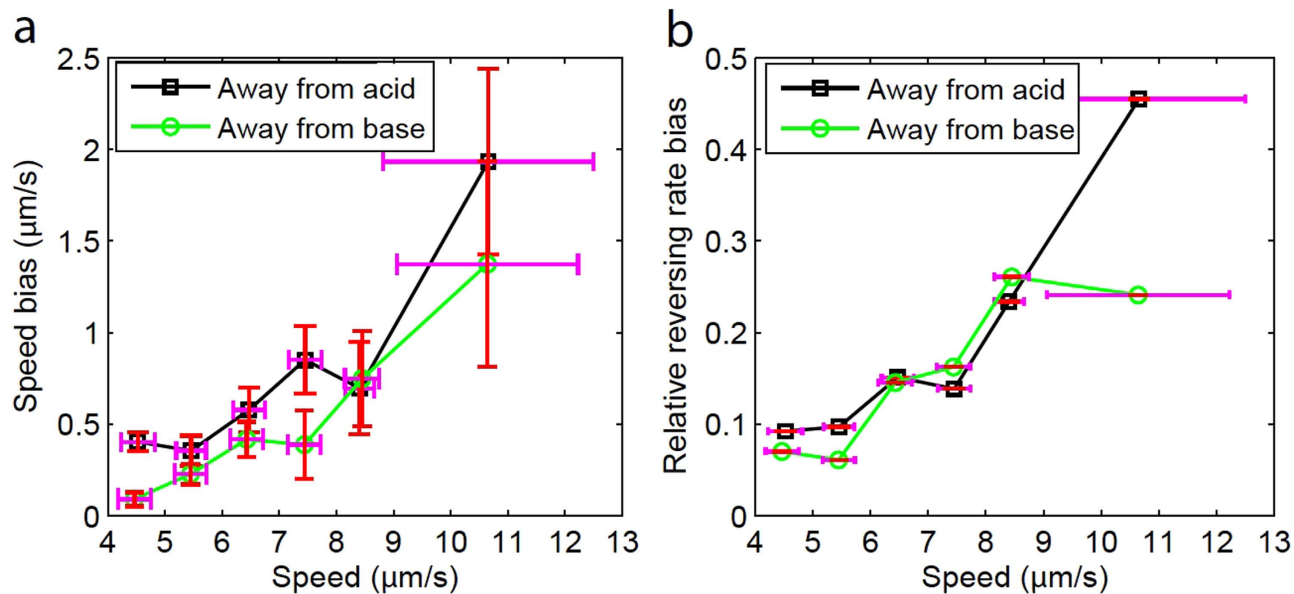 a
Speed bias (μm/s)
2.5
2
1.5
1
0.5
0
Away from acid
Away from base
4 5 6 7 8 9 10 11 12 13
Speed (μm/s)
b
Relative reversing rate bias
0.5
0.4
0.3
0.2
0.1
0
Away from acid
Away from base
4 5 6 7 8 9 10 11 12 13
Speed (μm/s)